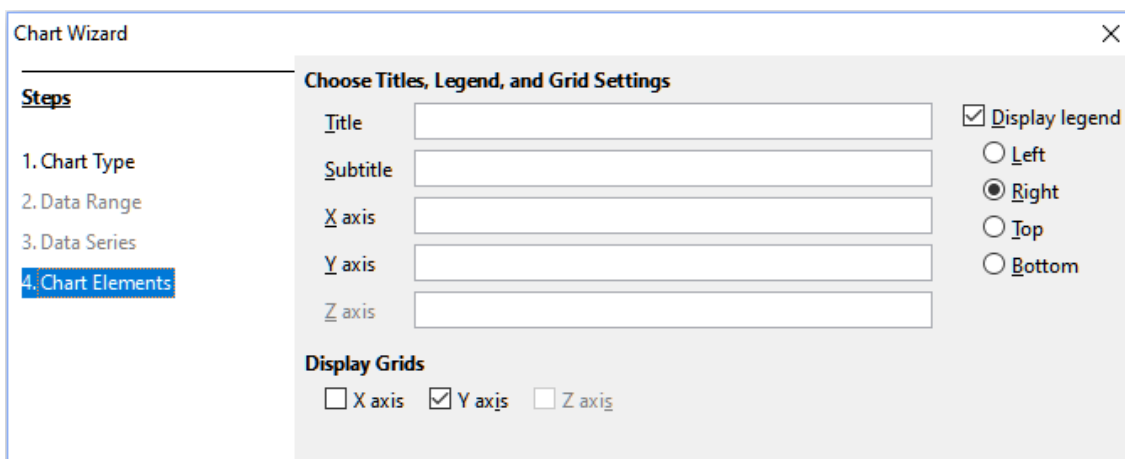 Chart Wizard
Steps
1. Chart Type
2. Data Range
3. Data Series
4. Chart Elements
Choose Titles, Legend, and Grid Settings
Title
Subtitle
X axis
Y axis
Z axis
Display legend
Left
Right
Top
Bottom
Display Grids
X axis Y axis Z axis